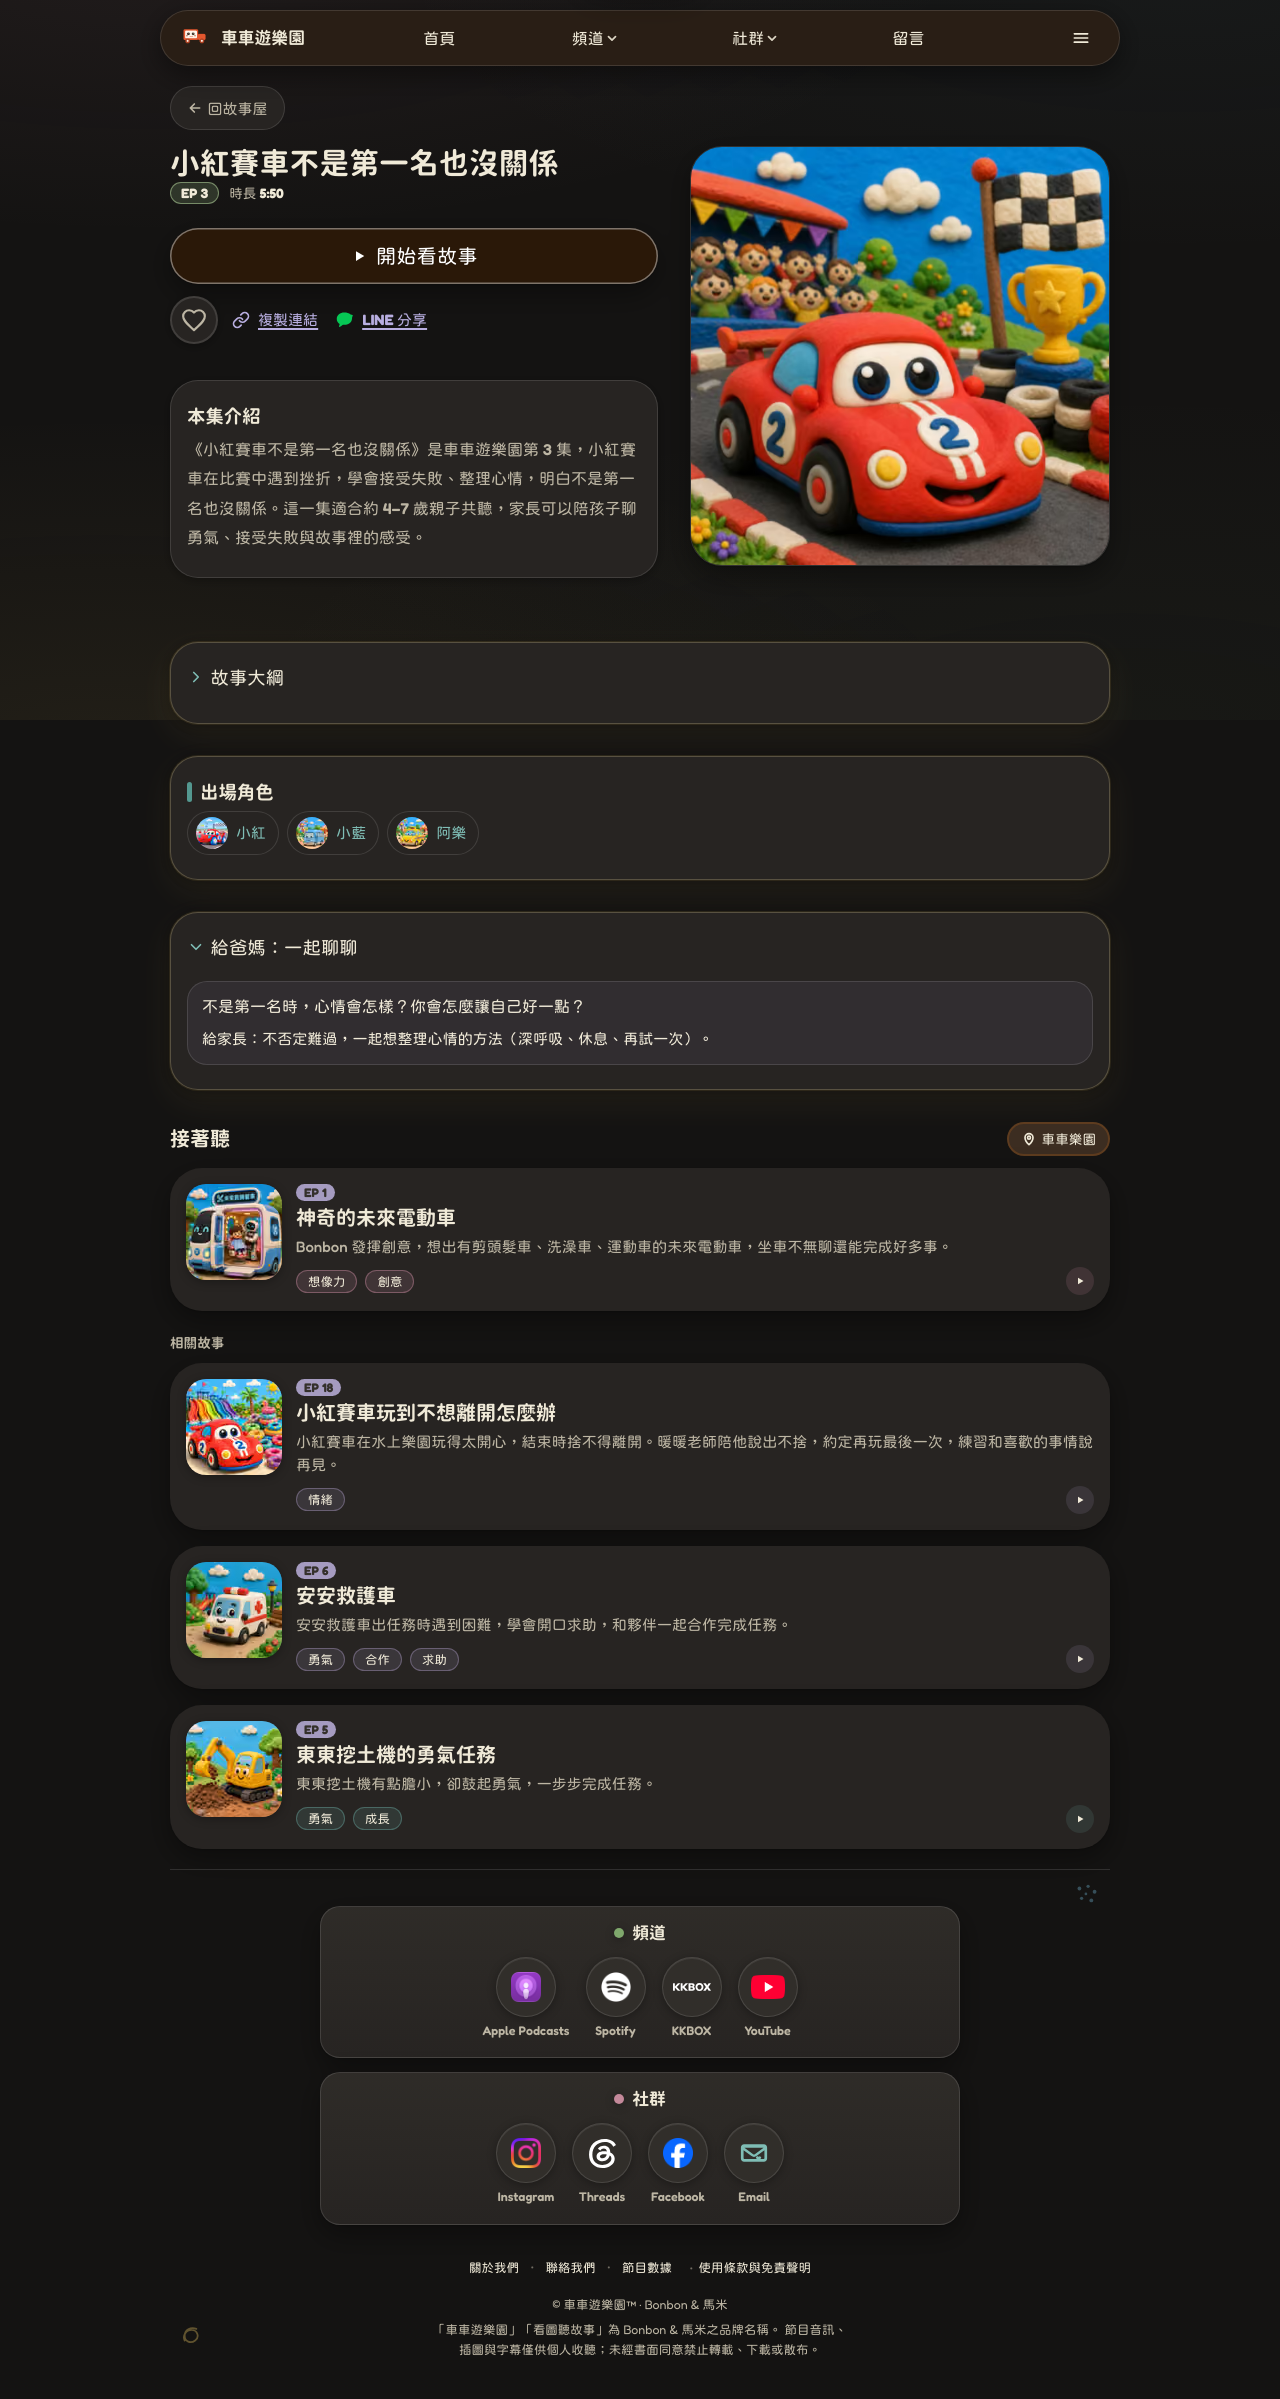 車車遊樂園
首頁
頻道
社群
留言
回故事屋
小紅賽車不是第一名也沒關係
EP 3
時長 5:50
開始看故事
複製連結
LINE 分享
2
2
本集介紹
《小紅賽車不是第一名也沒關係》是車車遊樂園第 3 集，小紅賽
車在比賽中遇到挫折，學會接受失敗、整理心情，明白不是第一
名也沒關係。這一集適合約 4–7 歲親子共聽，家長可以陪孩子聊
勇氣、接受失敗與故事裡的感受。
故事大綱
出場角色
小紅
小藍
阿樂
給爸媽：一起聊聊
不是第一名時，心情會怎樣？你會怎麼讓自己好一點？
給家長：不否定難過，一起想整理心情的方法（深呼吸、休息、再試一次）。
接著聽
車車樂園
EP 1
神奇的未來電動車
Bonbon 發揮創意，想出有剪頭髮車、洗澡車、運動車的未來電動車，坐車不無聊還能完成好多事。
想像力
創意
相關故事
EP 18
小紅賽車玩到不想離開怎麼辦
小紅賽車在水上樂園玩得太開心，結束時捨不得離開。暖暖老師陪他說出不捨，約定再玩最後一次，練習和喜歡的事情說
再見。
情緒
EP 6
安安救護車
安安救護車出任務時遇到困難，學會開口求助，和夥伴一起合作完成任務。
勇氣
合作
求助
EP 5
東東挖土機的勇氣任務
東東挖土機有點膽小，卻鼓起勇氣，一步步完成任務。
勇氣
成長
頻道
KKBOX
Apple Podcasts
Spotify
KKBOX
YouTube
社群
Instagram
Threads
Facebook
Email
關於我們 · 聯絡我們 · 節目數據 · 使用條款與免責聲明
© 車車遊樂園™ · Bonbon & 馬米
「車車遊樂園」「看圖聽故事」為 Bonbon & 馬米之品牌名稱。 節目音訊、
插圖與字幕僅供個人收聽；未經書面同意禁止轉載、下載或散布。